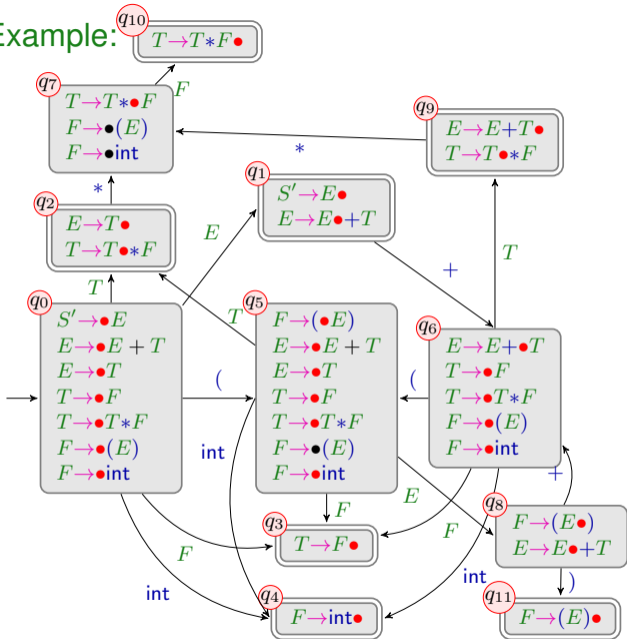 Example:
q10
T→T*F●
q7
T→T*●F
F→●(E)
F→●int
F
q9
E→E+T●
T→T●*F
*
q1
S′→E●
E→E●+T
*
q2
E→T●
T→T●*F
E
+
T
T
q0
S′→●E
E→●E + T
E→●T
T→●F
T→●T*F
F→●(E)
F→●int
T
q5
F→(●E)
E→●E + T
E→●T
T→●F
T→●T*F
F→●(E)
F→●int
q6
E→E+●T
T→●F
T→●T*F
F→●(E)
F→●int
(
(
int
E
+
q8
F→(E●)
E→E●+T
F
q3
T→F●
F
F
int
int
)
q4
F→int●
q11
F→(E)●